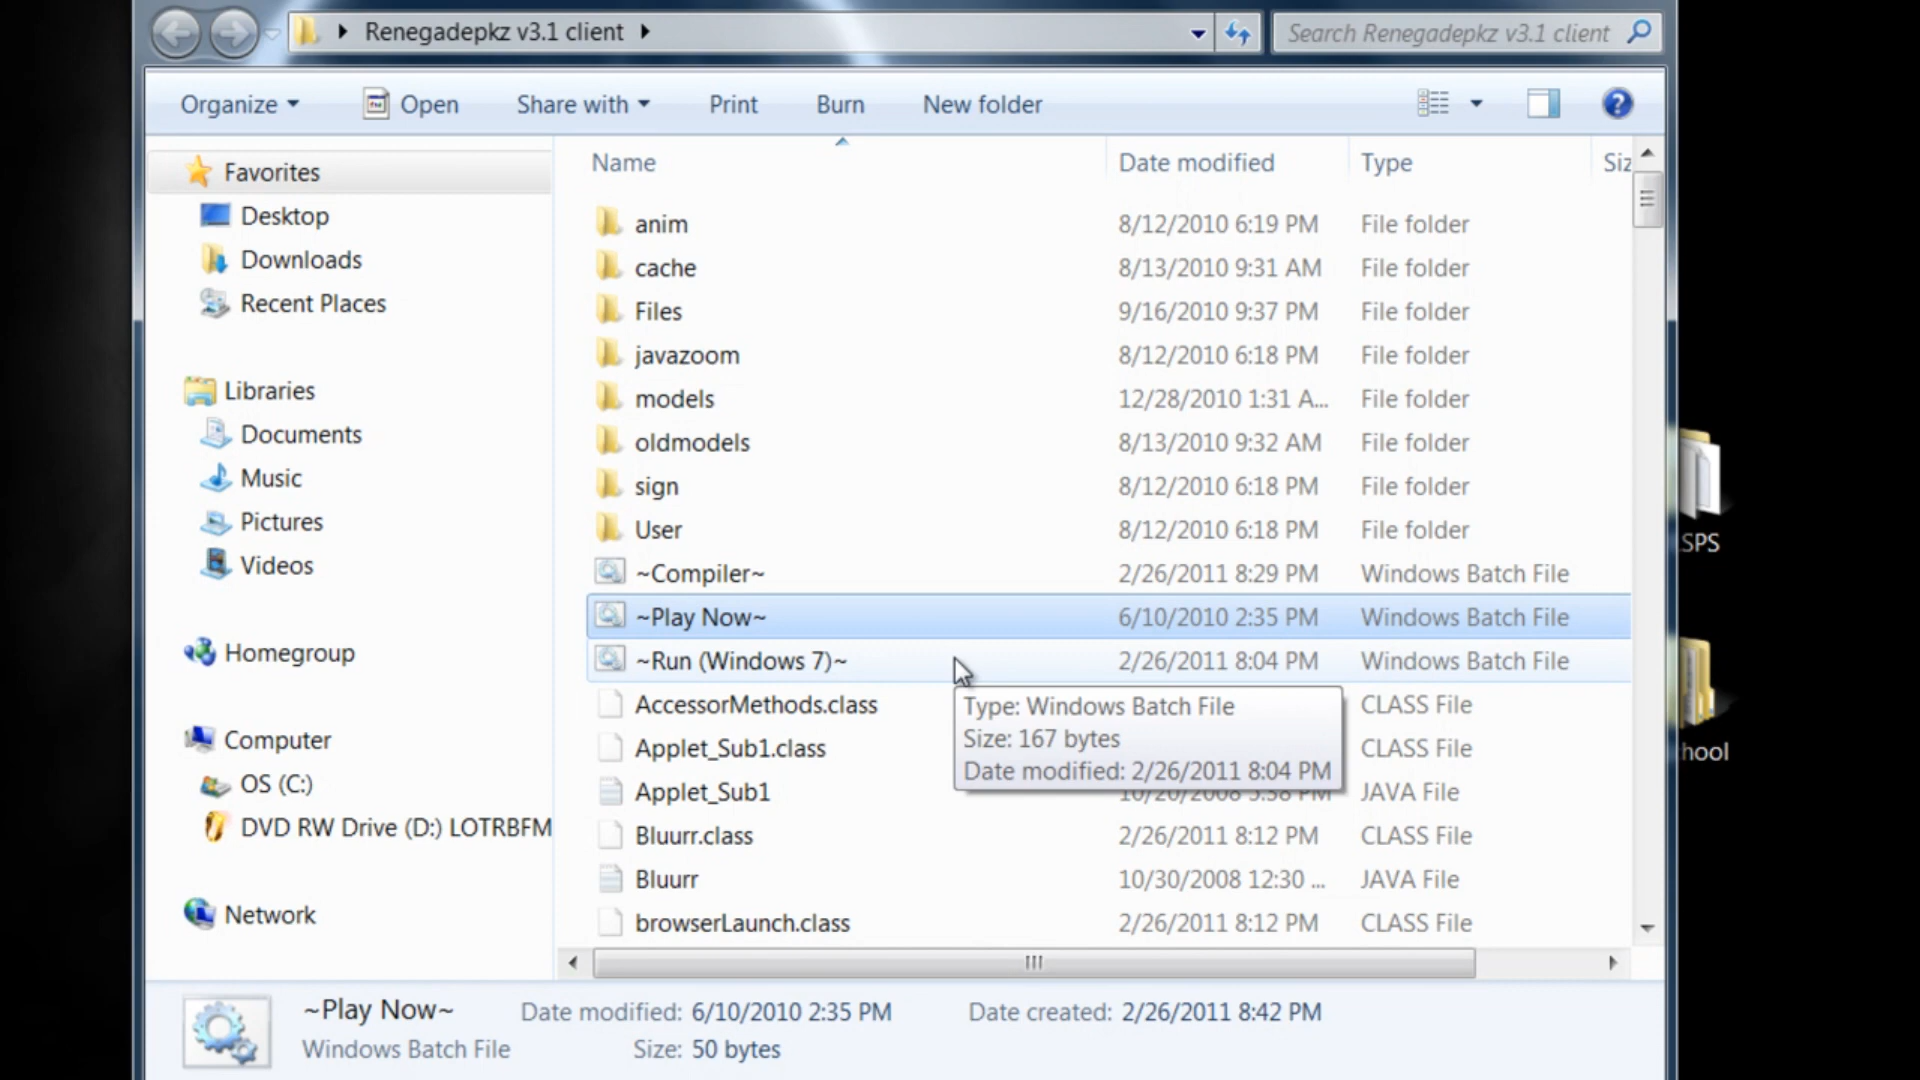 Renegadepkz v3.1 client
Search Renegadepkz v3.1 client
Organize Open Share with Print Burn New folder
Name Date modified Type Siz
Favorites
Desktop
Downloads
Recent Places
Libraries
Documents
Music
Pictures
Videos
Homegroup
Computer
OS (C:)
DVD RW Drive (D:) LOTRBFM
Network
anim 8/12/2010 6:19 PM File folder
cache 8/13/2010 9:31 AM File folder
Files 9/16/2010 9:37 PM File folder
javazoom 8/12/2010 6:18 PM File folder
models 12/28/2010 1:31 A... File folder
oldmodels 8/13/2010 9:32 AM File folder
sign 8/12/2010 6:18 PM File folder
User 8/12/2010 6:18 PM File folder
~Compiler~ 2/26/2011 8:29 PM Windows Batch File
~Play Now~ 6/10/2010 2:35 PM Windows Batch File
~Run (Windows 7)~ 2/26/2011 8:04 PM Windows Batch File
AccessorMethods.class CLASS File
Applet_Sub1.class CLASS File
Applet_Sub1 JAVA File
Bluurr.class 2/26/2011 8:12 PM CLASS File
Bluurr 10/30/2008 12:30 ... JAVA File
browserLaunch.class 2/26/2011 8:12 PM CLASS File
Type: Windows Batch File
Size: 167 bytes
Date modified: 2/26/2011 8:04 PM
~Play Now~ Date modified: 6/10/2010 2:35 PM Date created: 2/26/2011 8:42 PM
Windows Batch File Size: 50 bytes
SPS
hool